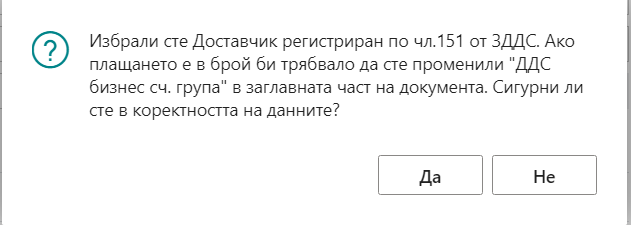 Избрали сте Доставчик регистриран по чл.151 от ЗДДС. Ако
плащането е в брой би трябвало да сте променили "ДДС
бизнес сч. група" в заглавната част на документа. Сигурни ли
сте в коректността на данните?
Да
Не